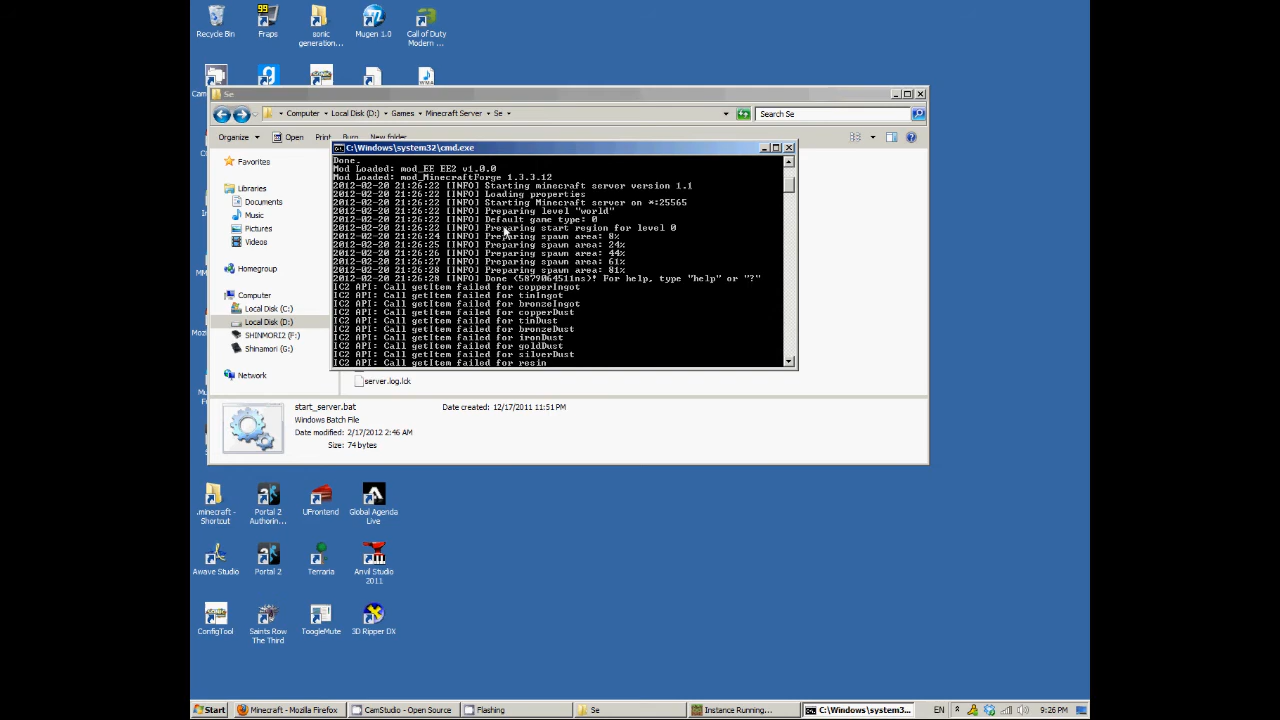 99
Recycle Bin
Fraps
sonic generation...
Mugen 1.0
Call of Duty Modern ...
WMA
Se
Computer
Local Disk (D:)
Games
Minecraft Server
Se
Search Se
Organize
Open
Print
Burn
New folder
Favorites
Libraries
Documents
Music
Pictures
Videos
Homegroup
Computer
Local Disk (C:)
Local Disk (D:)
SHINMORI2 (F:)
Shinamori (G:)
Network
C:\Windows\system32\cmd.exe
Done.
Mod Loaded: mod_EE EE2 v1.0.0
Mod Loaded: mod_MinecraftForge 1.3.3.12
2012-02-20 21:26:22 [INFO] Starting minecraft server version 1.1
2012-02-20 21:26:22 [INFO] Loading properties
2012-02-20 21:26:22 [INFO] Starting Minecraft server on *:25565
2012-02-20 21:26:22 [INFO] Preparing level "world"
2012-02-20 21:26:22 [INFO] Default game type: 0
2012-02-20 21:26:22 [INFO] Preparing start region for level 0
2012-02-20 21:26:24 [INFO] Preparing spawn area: 8%
2012-02-20 21:26:25 [INFO] Preparing spawn area: 24%
2012-02-20 21:26:26 [INFO] Preparing spawn area: 44%
2012-02-20 21:26:27 [INFO] Preparing spawn area: 61%
2012-02-20 21:26:28 [INFO] Preparing spawn area: 81%
2012-02-20 21:26:28 [INFO] Done (5879064511ns)! For help, type "help" or "?"
IC2 API: Call getItem failed for copperIngot
IC2 API: Call getItem failed for tinIngot
IC2 API: Call getItem failed for bronzeIngot
IC2 API: Call getItem failed for copperDust
IC2 API: Call getItem failed for tinDust
IC2 API: Call getItem failed for bronzeDust
IC2 API: Call getItem failed for ironDust
IC2 API: Call getItem failed for goldDust
IC2 API: Call getItem failed for silverDust
IC2 API: Call getItem failed for resin
server.log.lck
start_server.bat
Date created: 12/17/2011 11:51 PM
Windows Batch File
Date modified: 2/17/2012 2:46 AM
Size: 74 bytes
.minecraft - Shortcut
Portal 2 Authorin...
UFrontend
Global Agenda Live
Awave Studio
Portal 2
Terraria
Anvil Studio 2011
ConfigTool
Saints Row The Third
ToogleMute
3D Ripper DX
Start
Minecraft - Mozilla Firefox
CamStudio - Open Source
Flashing
Se
Instance Running...
C:\Windows\system3...
EN
9:26 PM